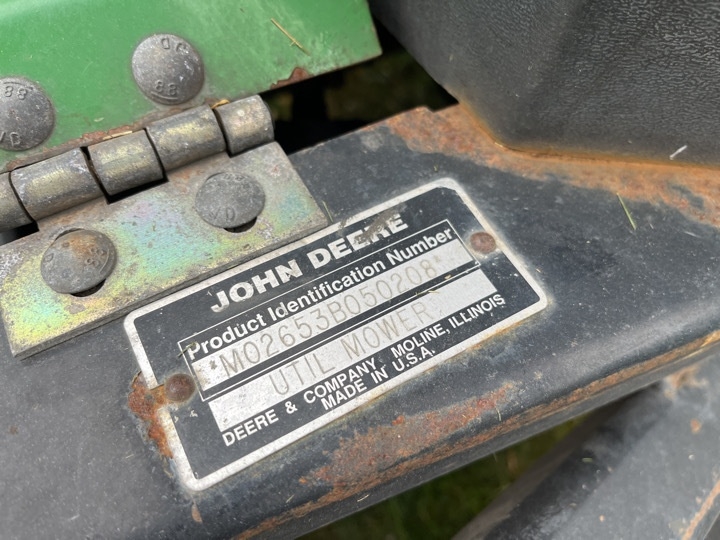 JOHN DEERE
Product Identification Number
*M02653B050208*
UTIL MOWER
DEERE & COMPANY MOLINE, ILLINOIS
MADE IN U.S.A.